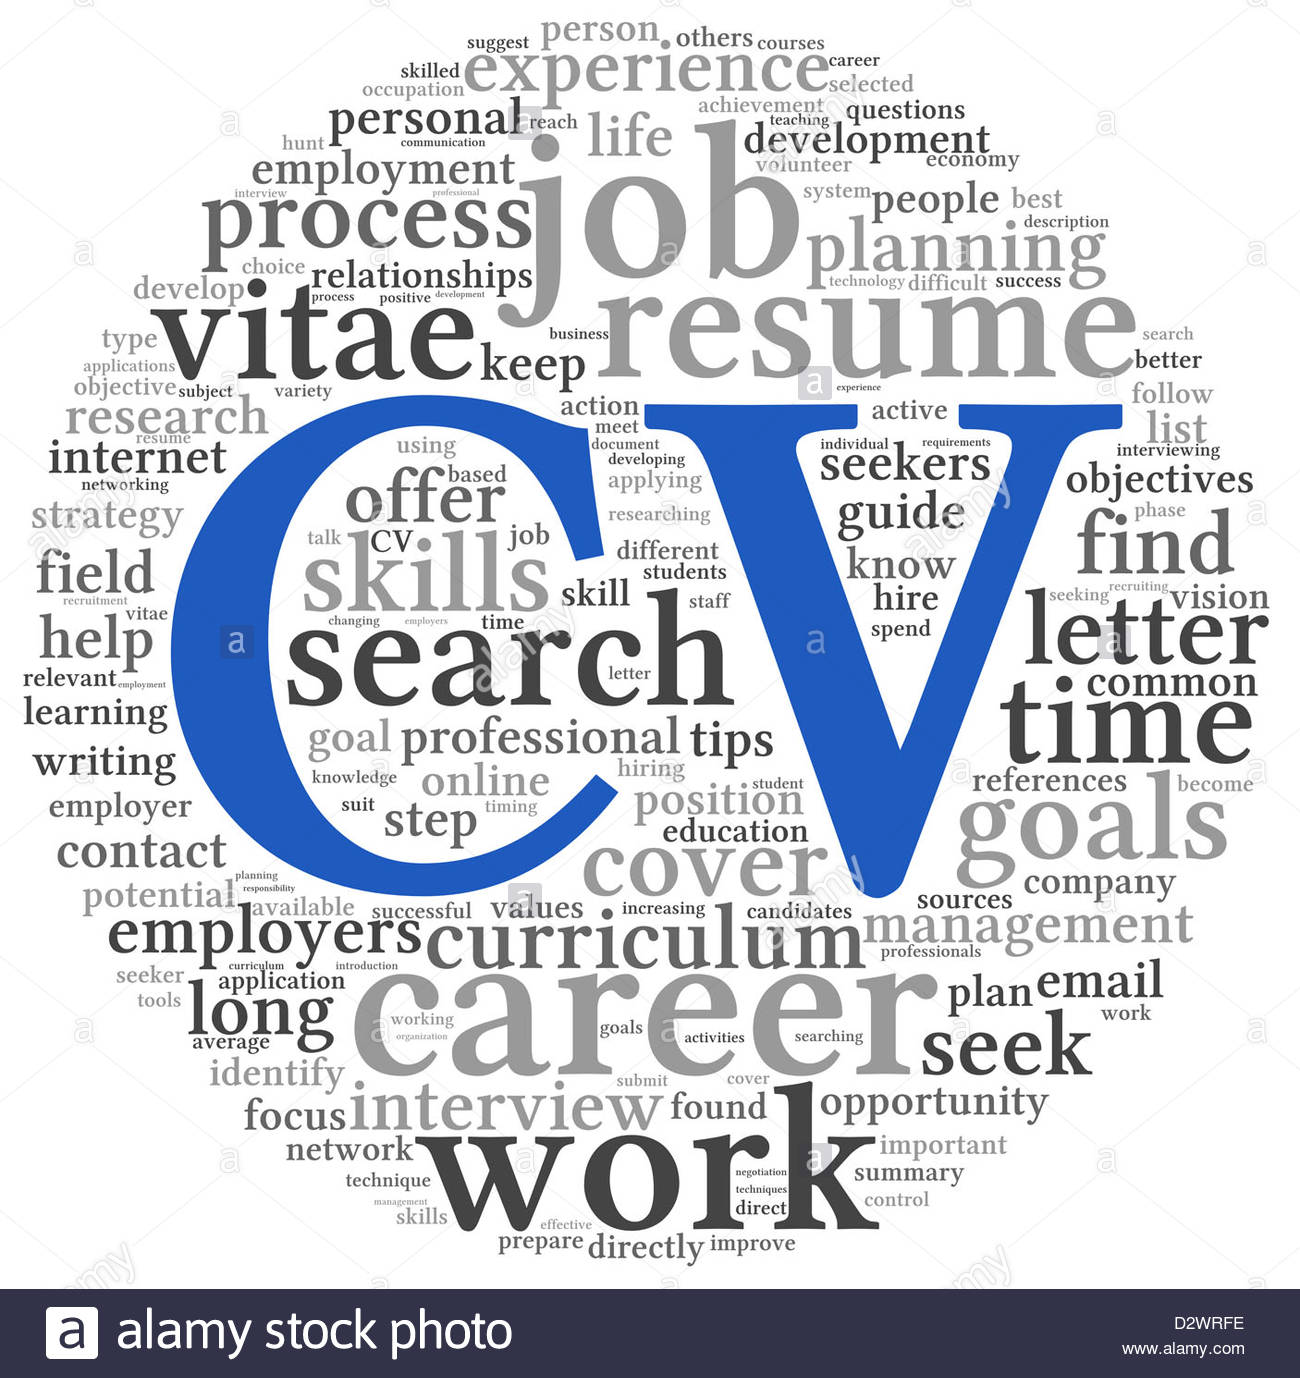 person
suggest
others courses
experience
career
skilled
selected
occupation
achievement
questions
personal
reach
life
teaching
development
communication
hunt
employment
volunteer
economy
job
interview
professional
system
people
best
process
description
planning
choice
relationships
technology difficult success
develop
process positive development
vitae
resume
business
search
type
keep
better
applications
objective subject variety
experience
follow
research
action
active
list
resume
meet
CV
using
document
individual requirements
interviewing
internet
developing
seekers
based
offer
applying
objectives
networking
strategy
researching
guide
phase
talk CV job
find
different
skills
know
field
students
skill
hire
seeking recruiting vision
recruitment vitae
staff
changing employers time
spend
letter
help
search
letter
relevant employment
common
learning
time
goal professional tips
writing
knowledge
online
hiring
references
become
student
employer
suit
timing
position
goals
step
education
contact
cover
planning
company
responsibility
potential
available successful values increasing candidates
sources
employers
curriculum
management
professionals
seeker
curriculum introduction
application
career
plan
email
tools
long
working
goals
activities
searching
work
average
organization
seek
identify
submit cover
focus
interview
found
opportunity
network
work
important
technique
negotiation
summary
techniques
management
control
skills
direct
effective
prepare
directly
improve
a alamy stock photo
D2WRFE
www.alamy.com